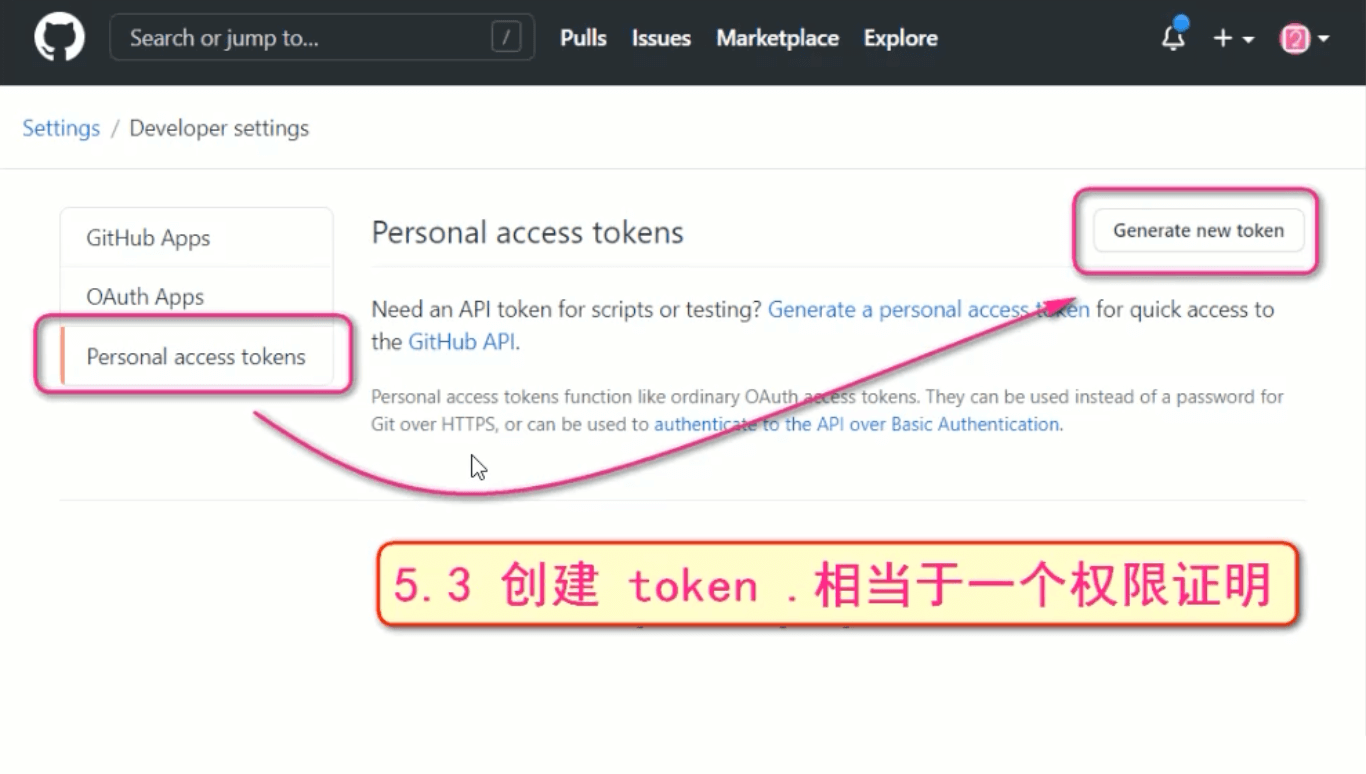 Search or jump to... /
Pulls Issues Marketplace Explore
Settings / Developer settings
GitHub Apps
OAuth Apps
Personal access tokens
Personal access tokens
Generate new token
Need an API token for scripts or testing? Generate a personal access token for quick access to
the GitHub API.
Personal access tokens function like ordinary OAuth access tokens. They can be used instead of a password for
Git over HTTPS, or can be used to authenticate to the API over Basic Authentication.
5.3 创建 token .相当于一个权限证明